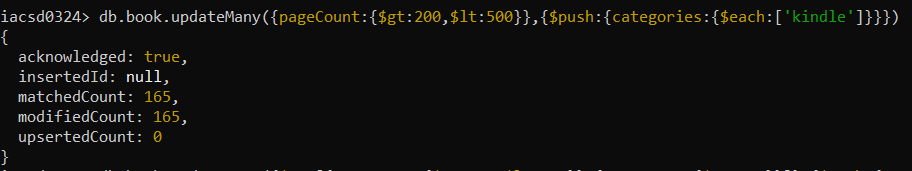 iacsd0324> db.book.updateMany({pageCount:{$gt:200,$lt:500}},{$push:{categories:{$each:['kindle']}}})
{
  acknowledged: true,
  insertedId: null,
  matchedCount: 165,
  modifiedCount: 165,
  upsertedCount: 0
}